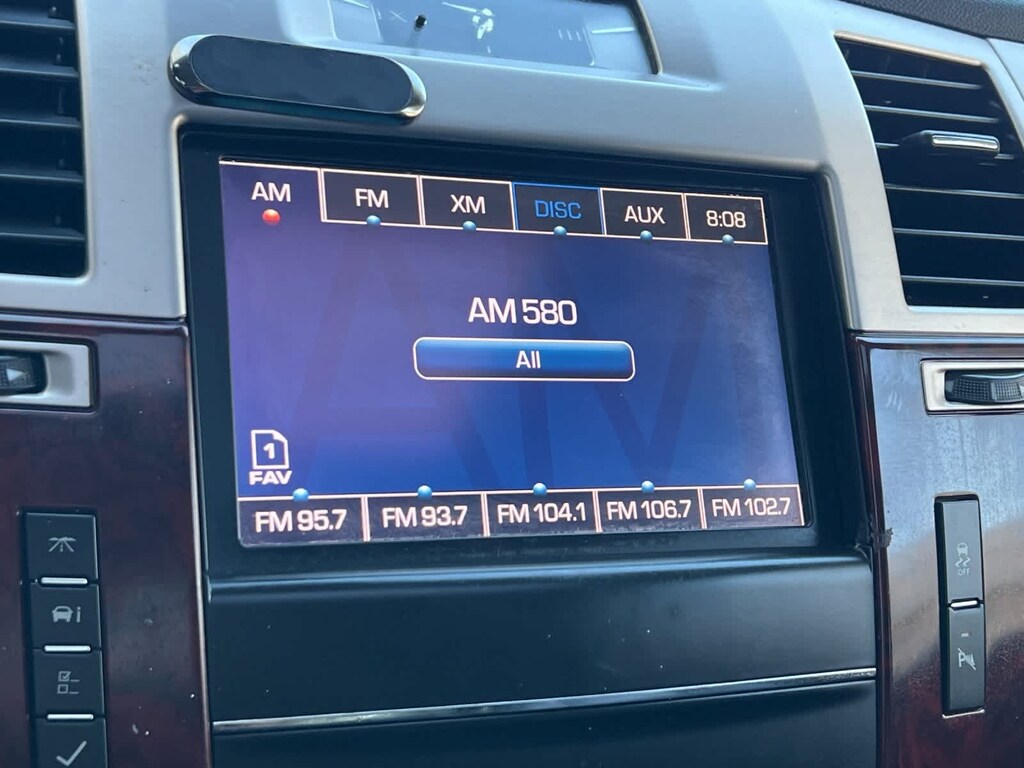 AM FM XM DISC AUX 8:08
AM 580
All
1
FAV
FM 95.7 FM 93.7 FM 104.1 FM 106.7 FM 102.7
i
OFF